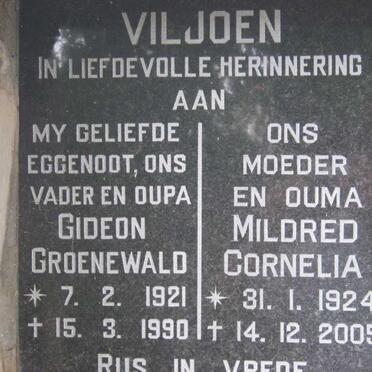 VILJOEN
IN LIEFDEVOLLE HERINNERING
AAN
MY GELIEFDE
EGGENOOT, ONS
VADER EN OUPA
GIDEON
GROENEWALD
* 7. 2. 1921
† 15. 3. 1990
ONS
MOEDER
EN OUMA
MILDRED
CORNELIA
* 31. 1. 1924
† 14. 12. 2005
RUS IN VREDE